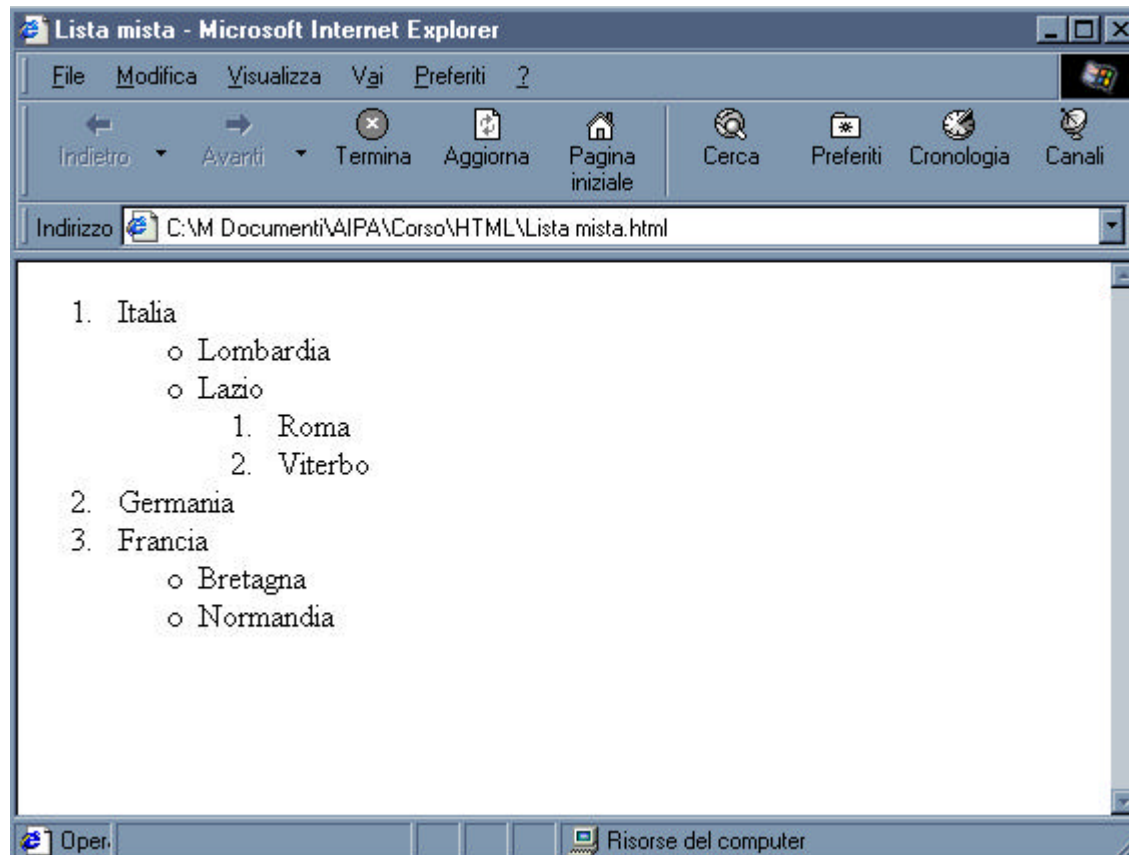 Lista mista - Microsoft Internet Explorer
File Modifica Visualizza Vai Preferiti ?
Indietro Avanti Termina Aggiorna Pagina iniziale Cerca Preferiti Cronologia Canali
Indirizzo C:\M Documenti\AIPA\Corso\HTML\Lista mista.html
1. Italia
o Lombardia
o Lazio
1. Roma
2. Viterbo
2. Germania
3. Francia
o Bretagna
o Normandia
Oper. Risorse del computer